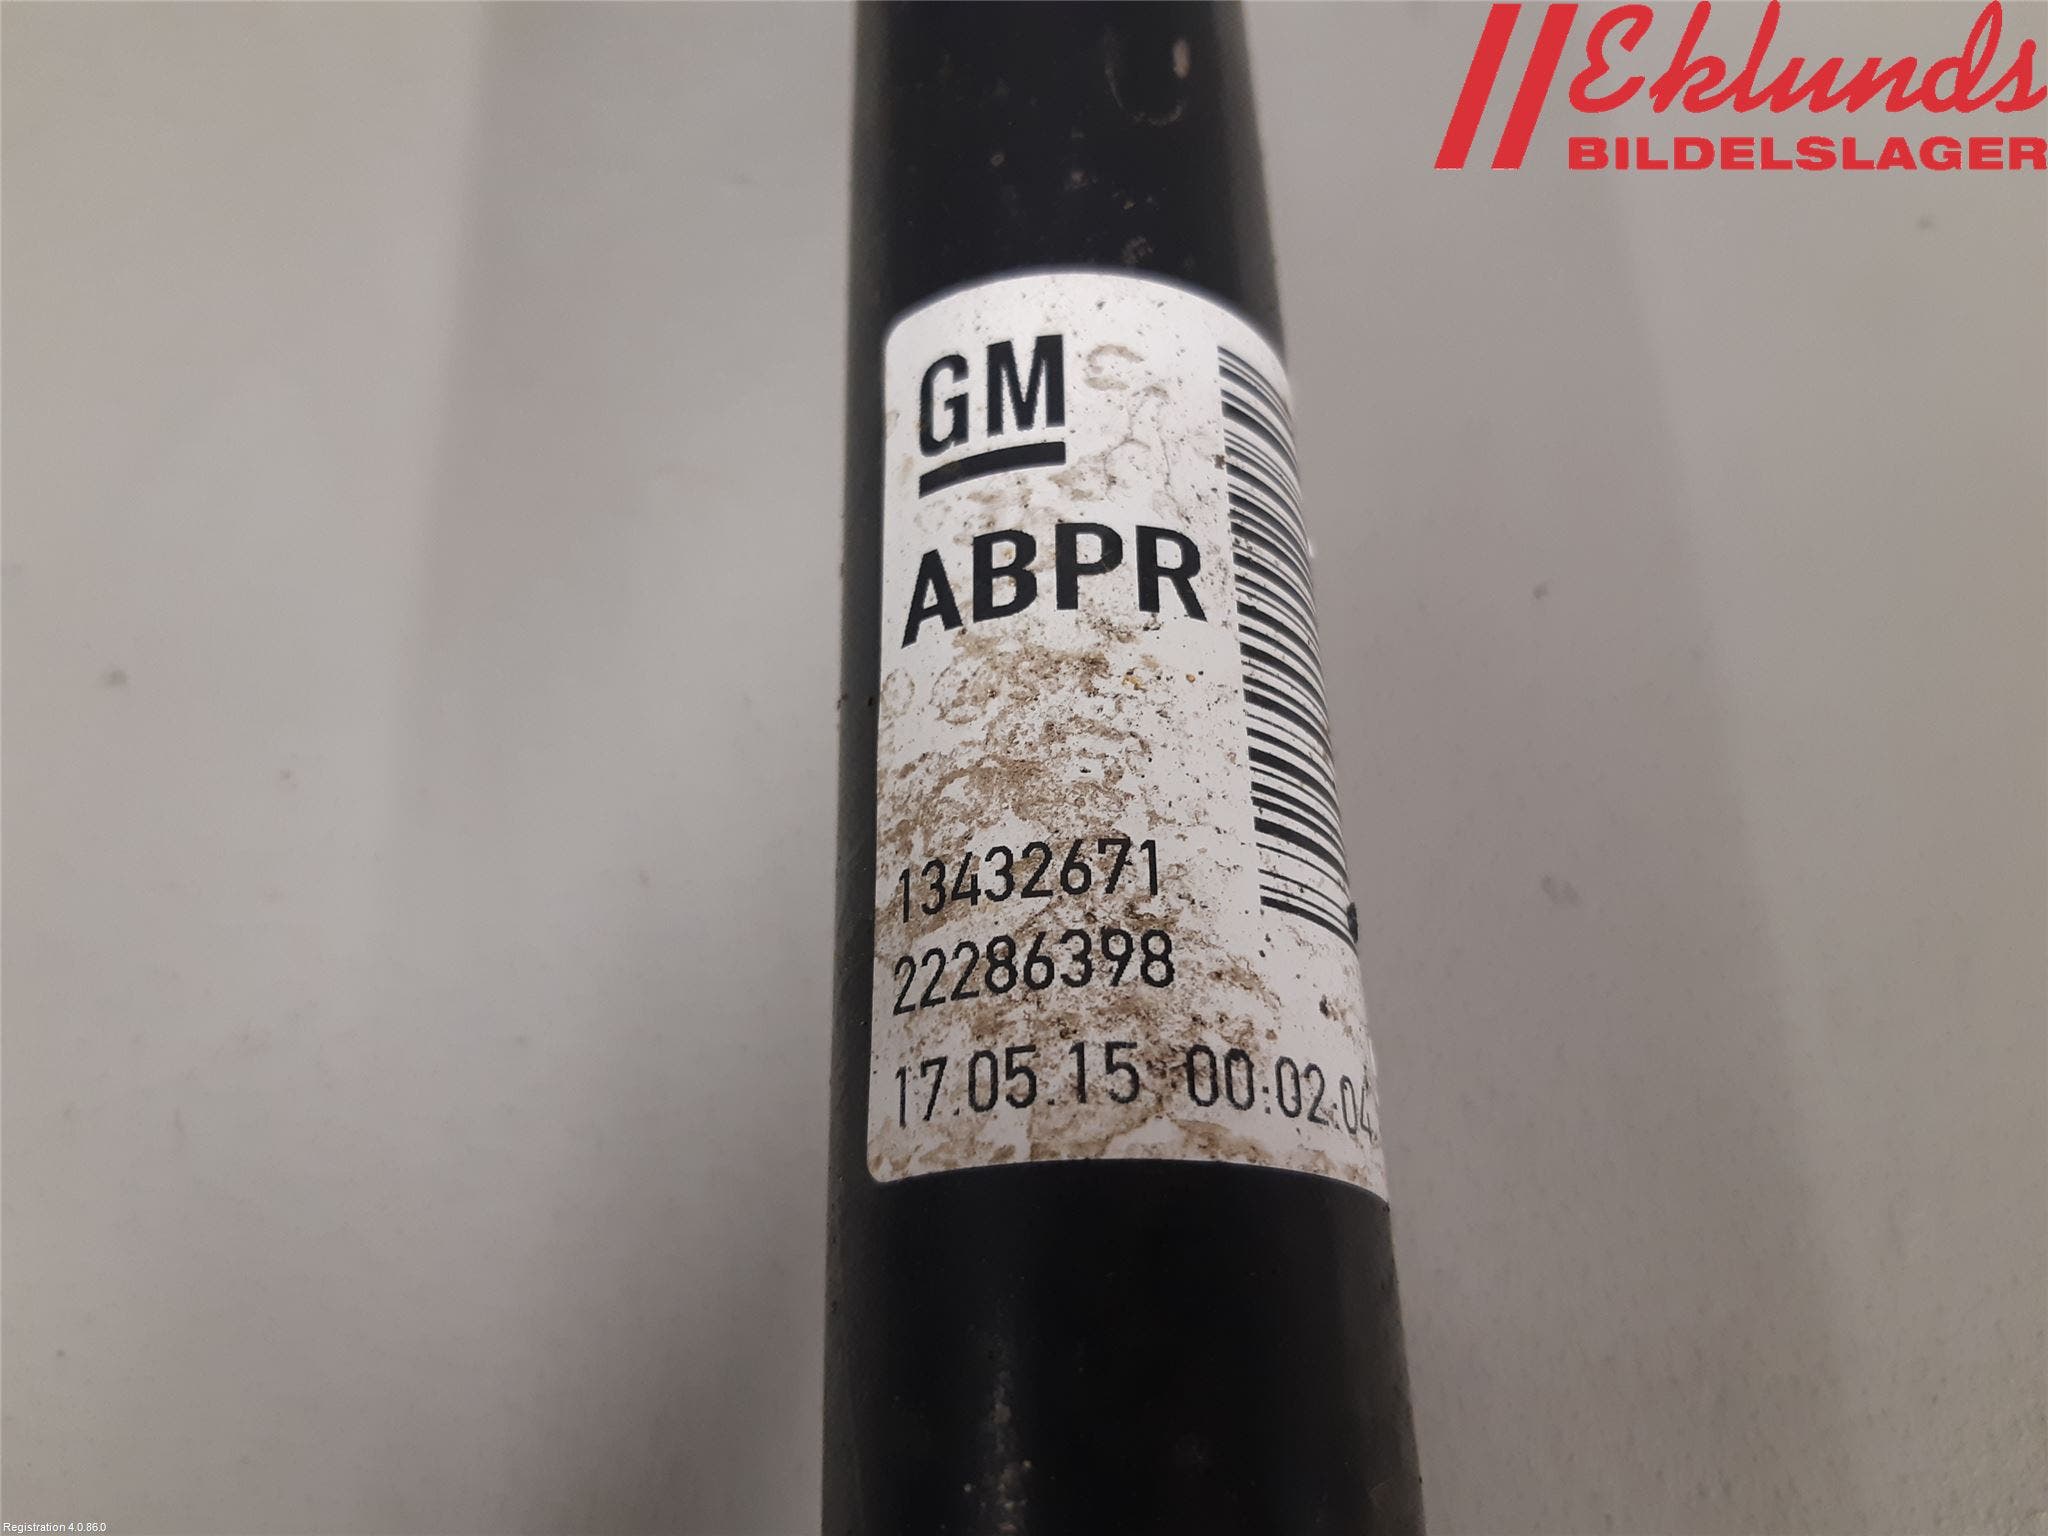 Eklunds
BILDELSLAGER
GM
ABPR
13432671
22286398
17.05.15 00:02:04
Registration 4.0.86.0